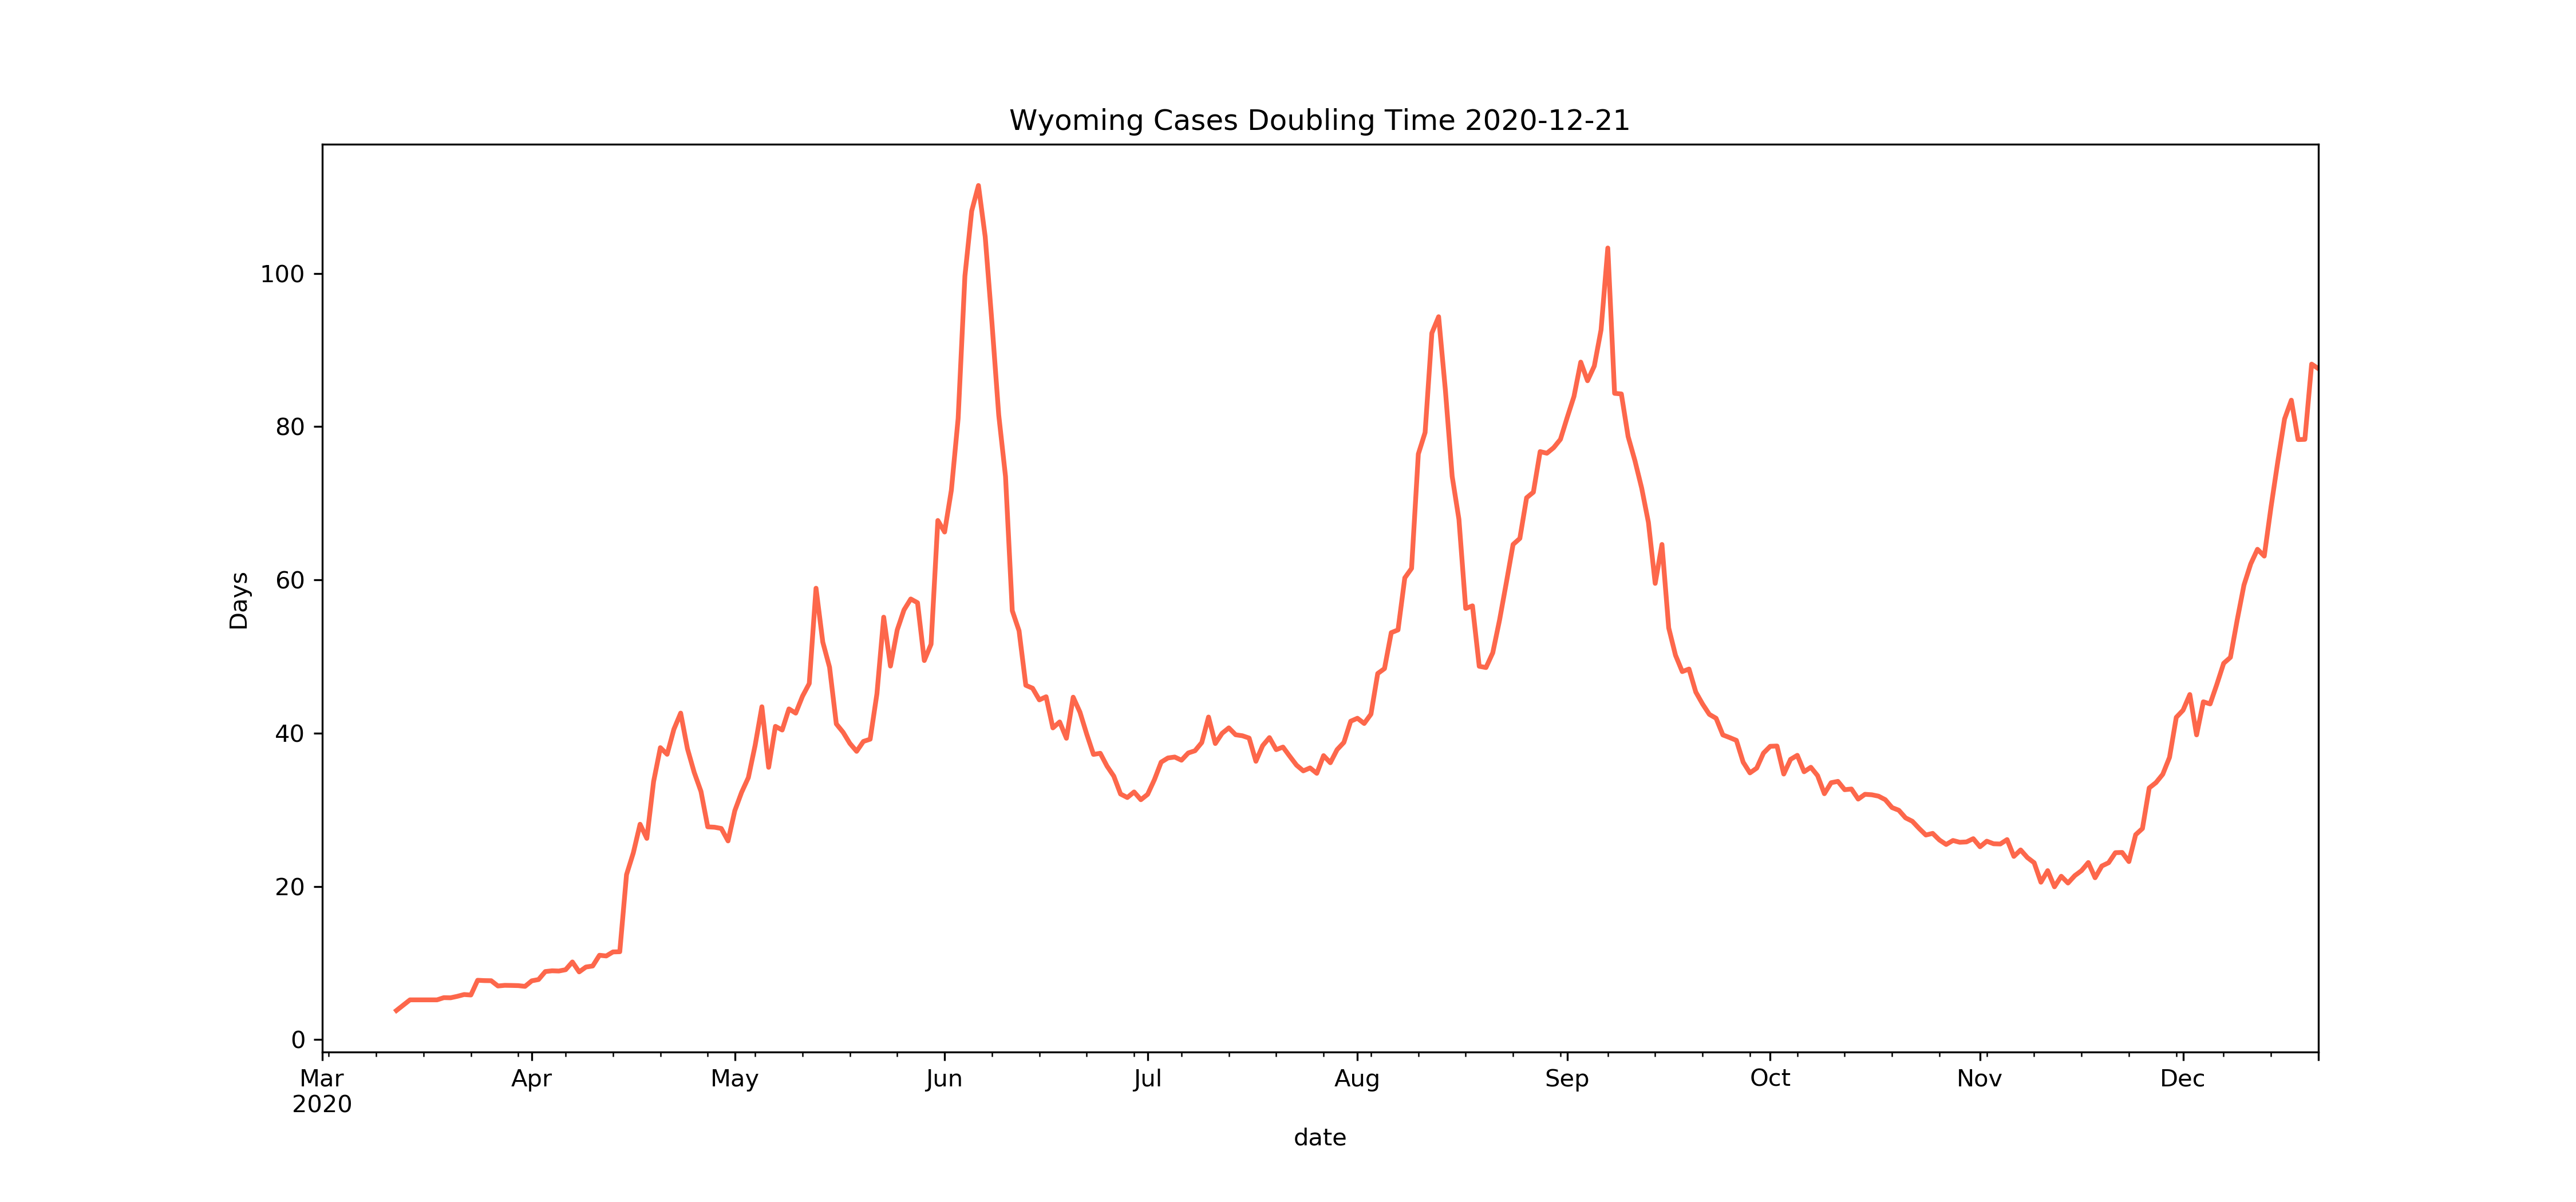 Wyoming Cases Doubling Time 2020-12-21
100
80
60
40
20
0
Days
Mar Apr May Jun Jul Aug Sep Oct Nov Dec
2020
date